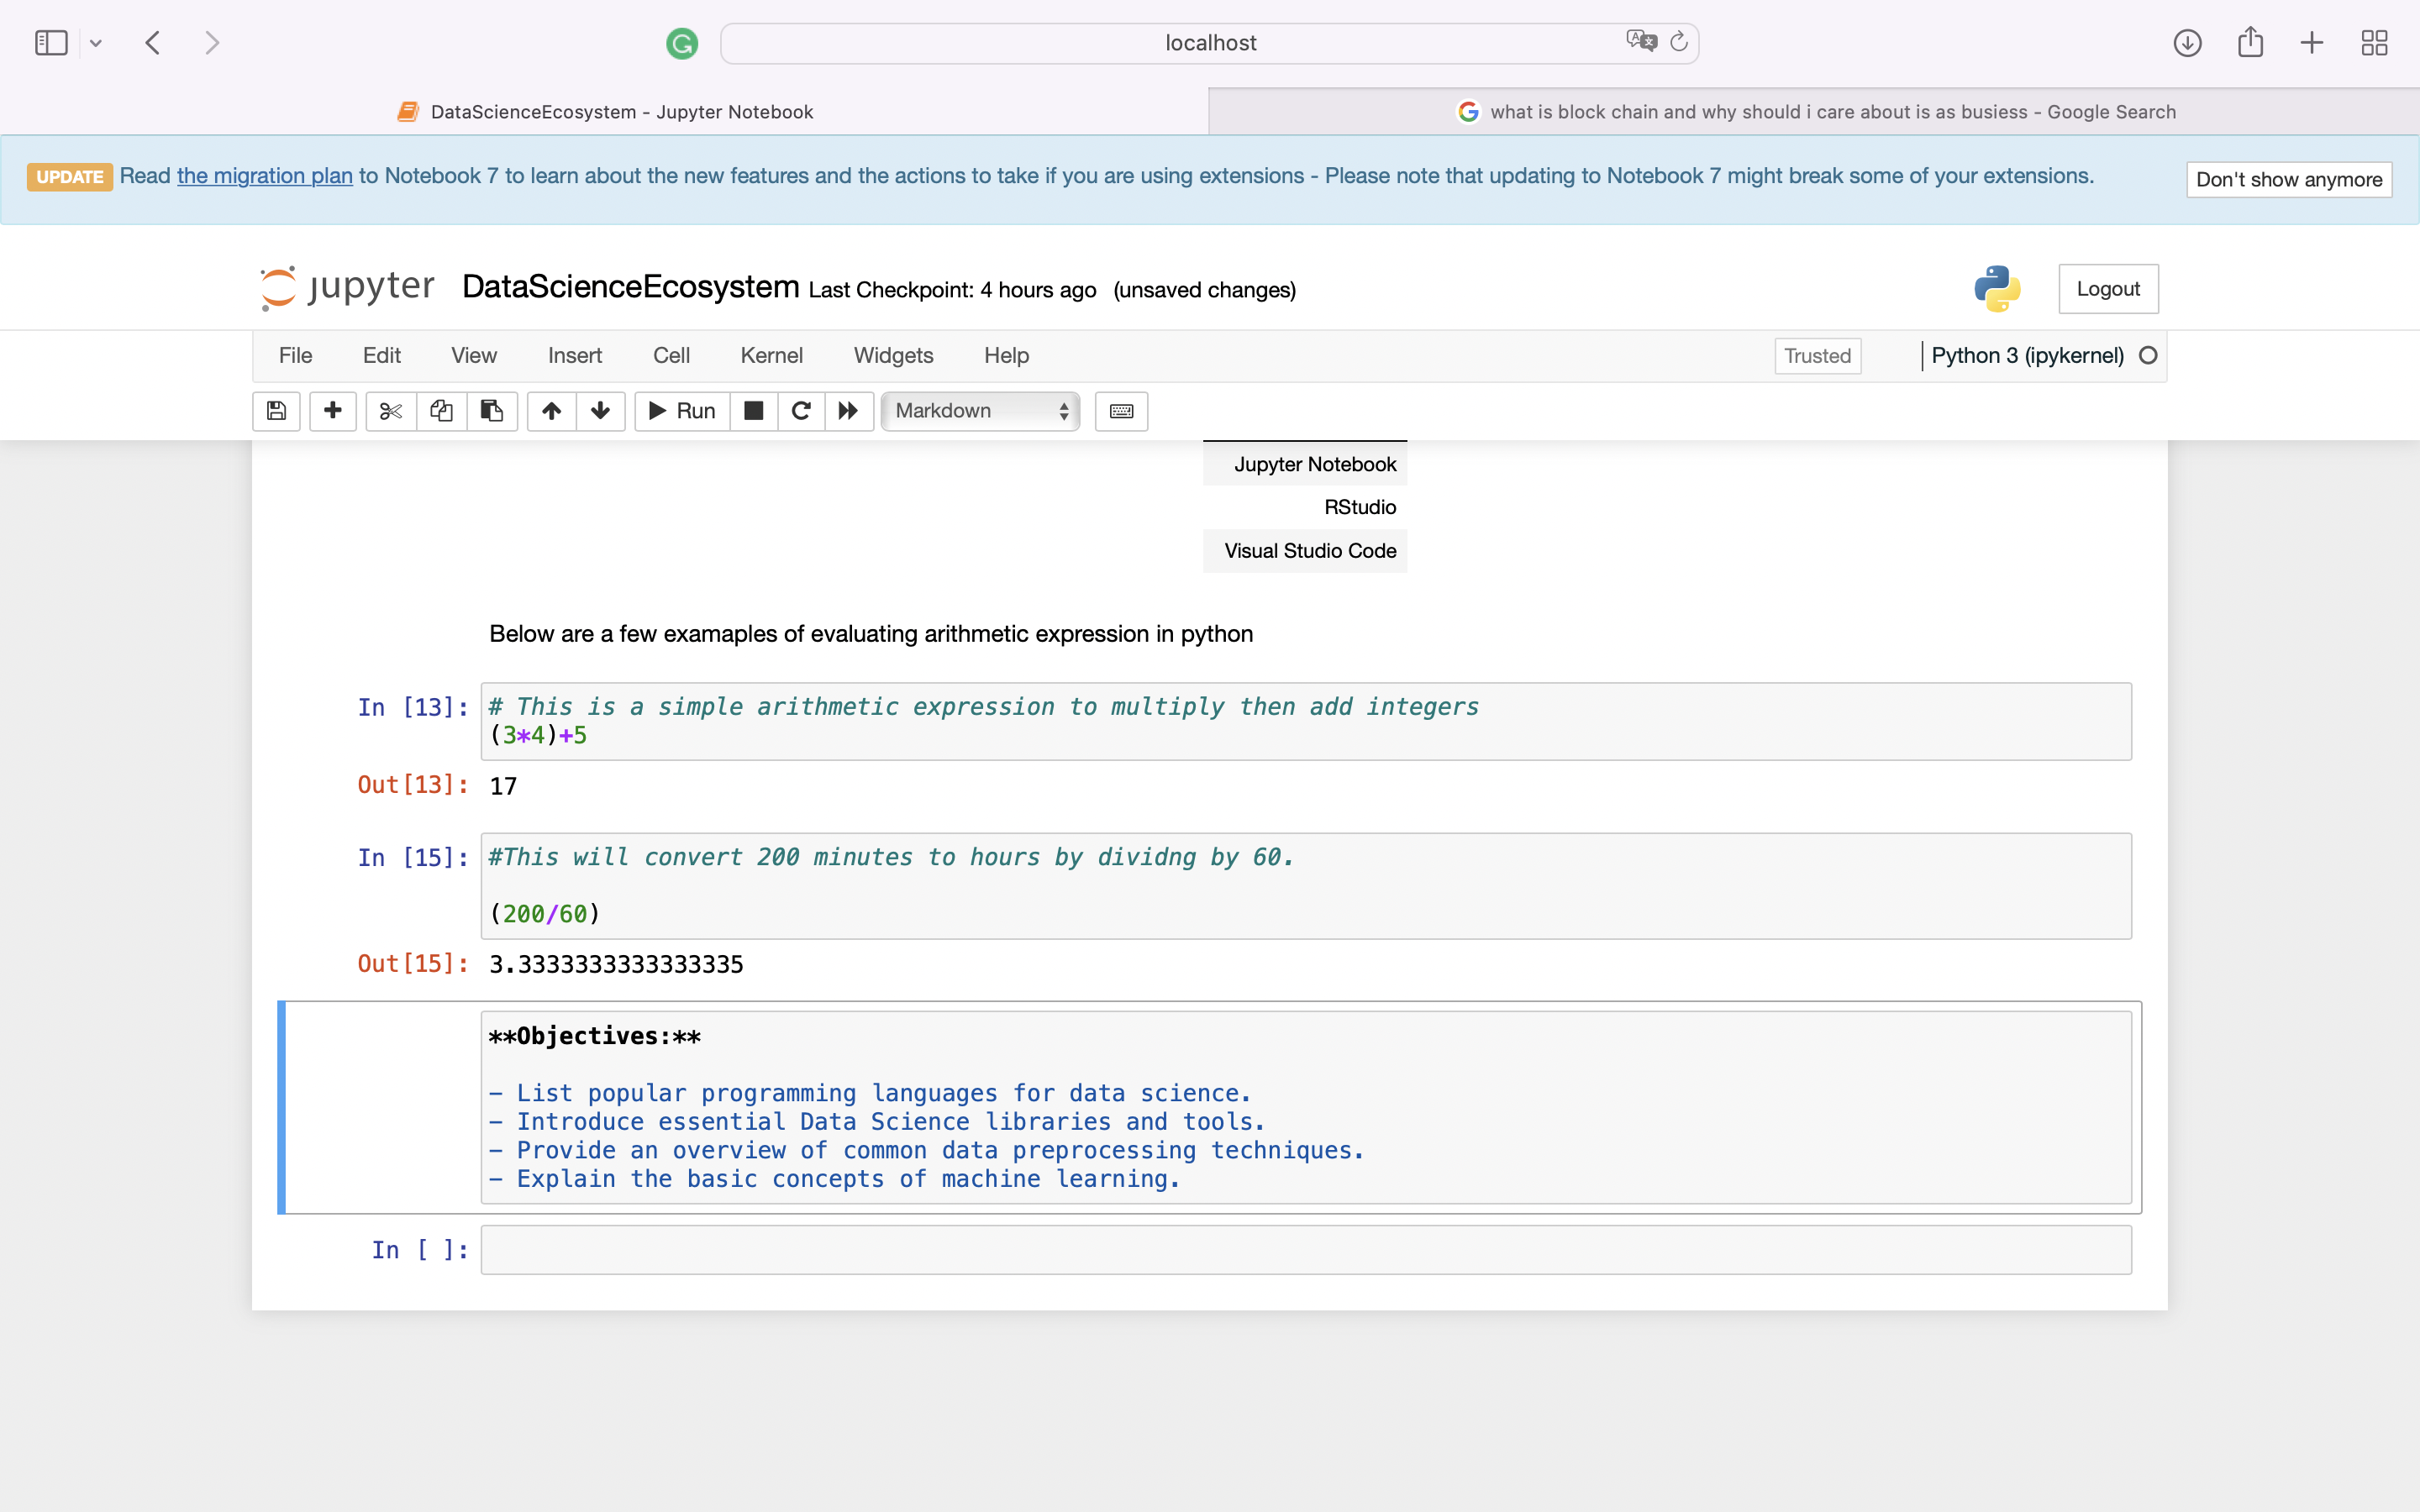 localhost
DataScienceEcosystem - Jupyter Notebook
what is block chain and why should i care about is as busiess - Google Search
UPDATE Read the migration plan to Notebook 7 to learn about the new features and the actions to take if you are using extensions - Please note that updating to Notebook 7 might break some of your extensions.
Don't show anymore
jupyter DataScienceEcosystem Last Checkpoint: 4 hours ago (unsaved changes)
Logout
File Edit View Insert Cell Kernel Widgets Help
Trusted
Python 3 (ipykernel)
Run
Markdown
Jupyter Notebook
RStudio
Visual Studio Code
Below are a few examaples of evaluating arithmetic expression in python
In [13]: # This is a simple arithmetic expression to multiply then add integers
(3*4)+5
Out[13]: 17
In [15]: #This will convert 200 minutes to hours by dividng by 60.
(200/60)
Out[15]: 3.3333333333333335
**Objectives:**
- List popular programming languages for data science.
- Introduce essential Data Science libraries and tools.
- Provide an overview of common data preprocessing techniques.
- Explain the basic concepts of machine learning.
In [ ]: